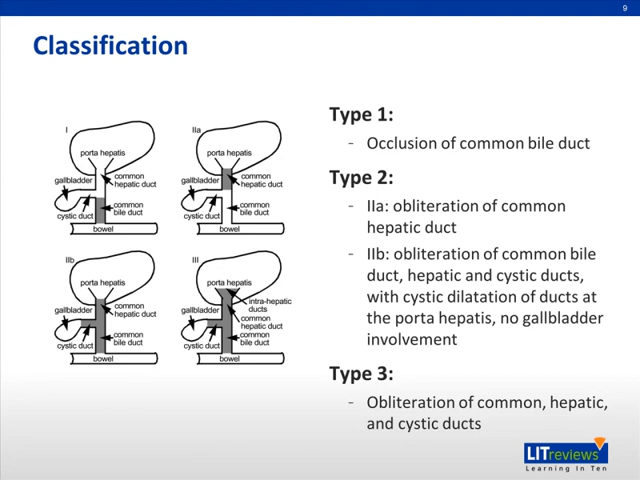 9
Classification
I
porta hepatis
gallbladder
common
hepatic duct
cystic duct
common
bile duct
bowel
IIa
porta hepatis
gallbladder
common
hepatic duct
cystic duct
common
bile duct
bowel
IIb
porta hepatis
gallbladder
common
hepatic duct
cystic duct
common
bile duct
bowel
III
porta hepatis
gallbladder
intra-hepatic
ducts
common
hepatic duct
cystic duct
common
bile duct
bowel
Type 1:
- Occlusion of common bile duct
Type 2:
- IIa: obliteration of common
hepatic duct
- IIb: obliteration of common bile
duct, hepatic and cystic ducts,
with cystic dilatation of ducts at
the porta hepatis, no gallbladder
involvement
Type 3:
- Obliteration of common, hepatic,
and cystic ducts
LITreviews
Learning In Ten